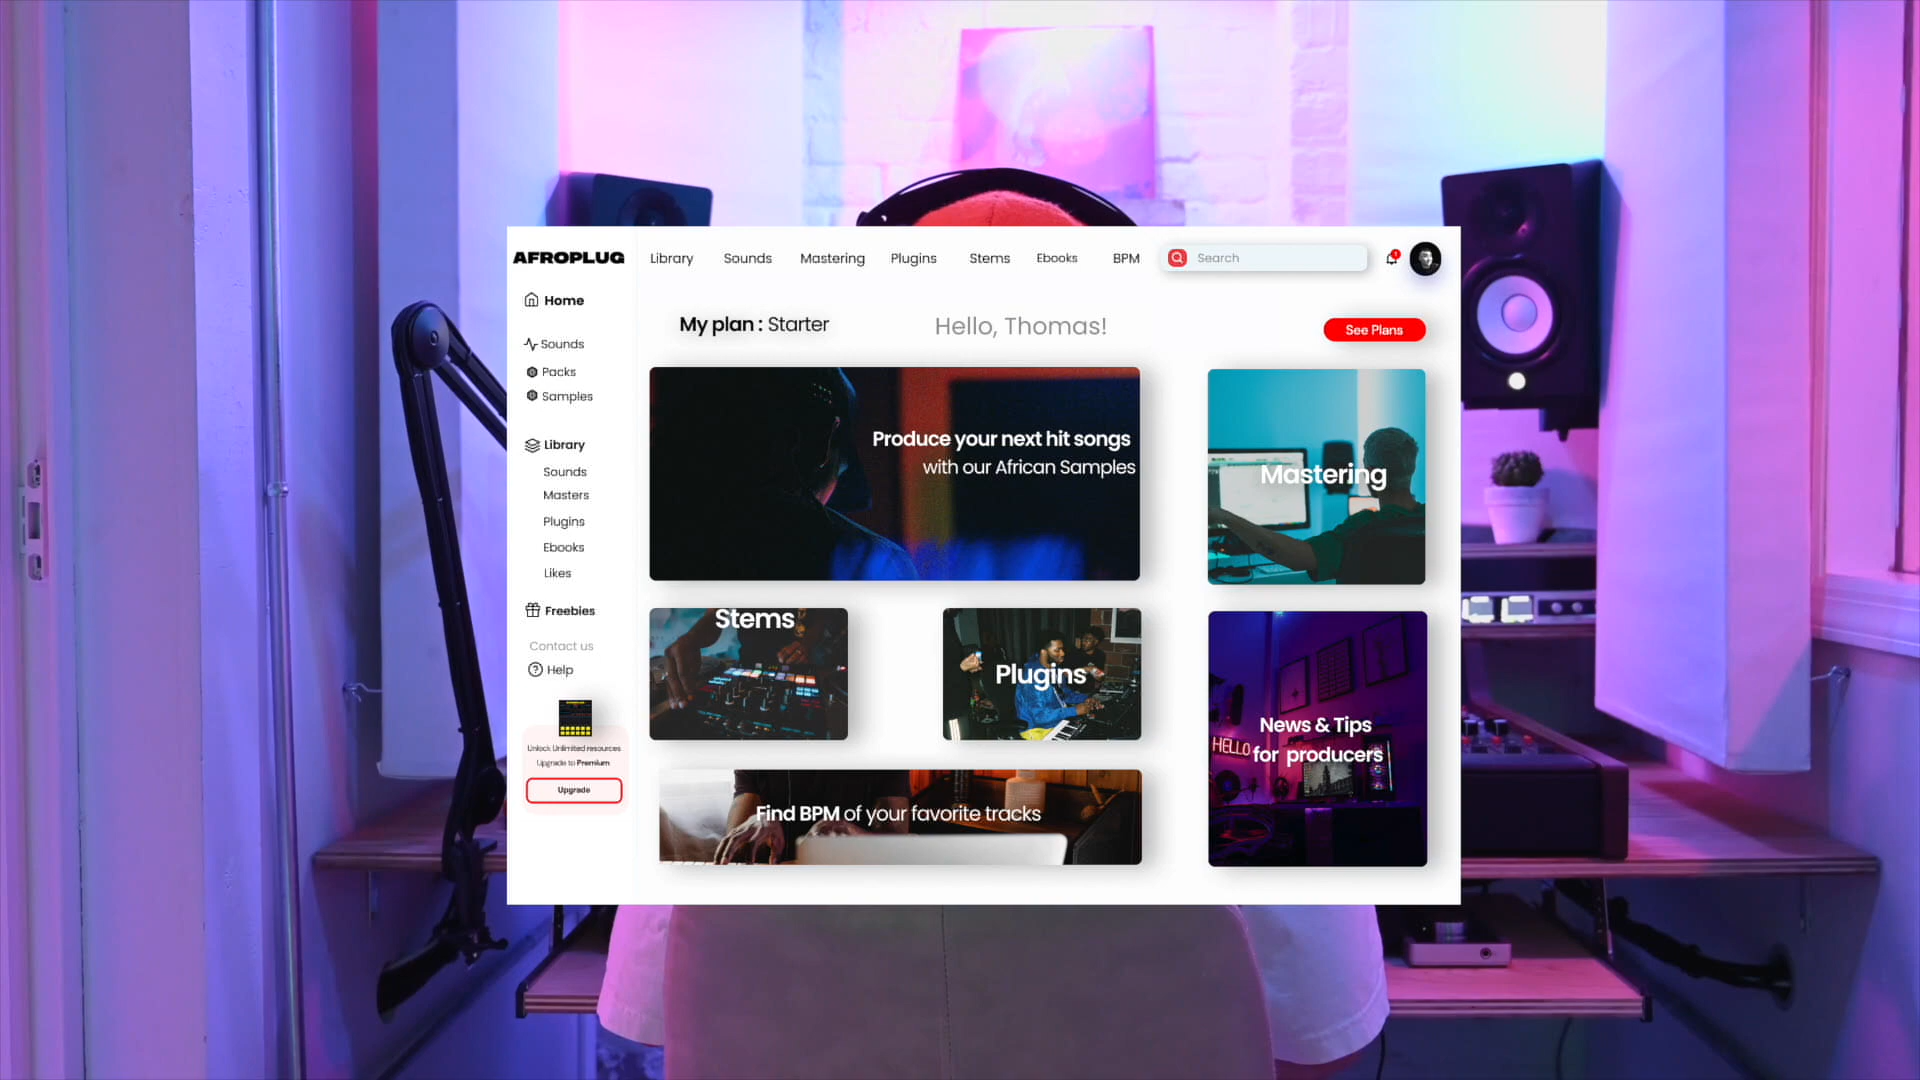 AFROPLUG
Library
Sounds
Mastering
Plugins
Stems
Ebooks
BPM
Search
Home
Sounds
Packs
Samples
Library
Sounds
Masters
Plugins
Ebooks
Likes
Freebies
Contact us
Help
Unlock Unlimited resources
Upgrade to Premium
Upgrade
My plan : Starter
Hello, Thomas!
See Plans
Produce your next hit songs
with our African Samples
Mastering
Stems
Plugins
HELLO
News & Tips
for producers
Find BPM of your favorite tracks